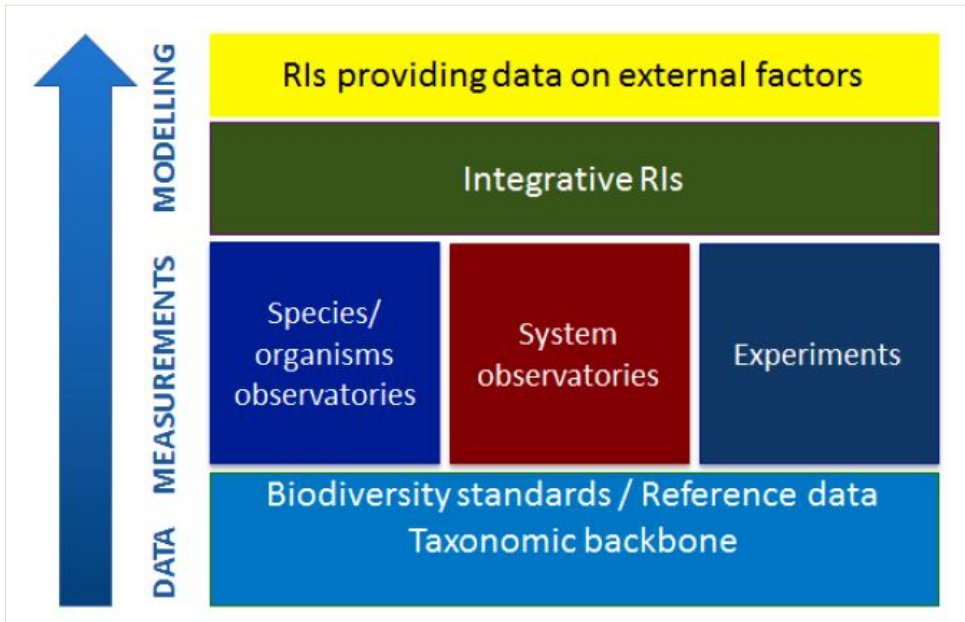 MODELLING
RIs providing data on external factors
Integrative RIs
MEASUREMENTS
Species/
organisms
observatories
System
observatories
Experiments
DATA
Biodiversity standards / Reference data
Taxonomic backbone